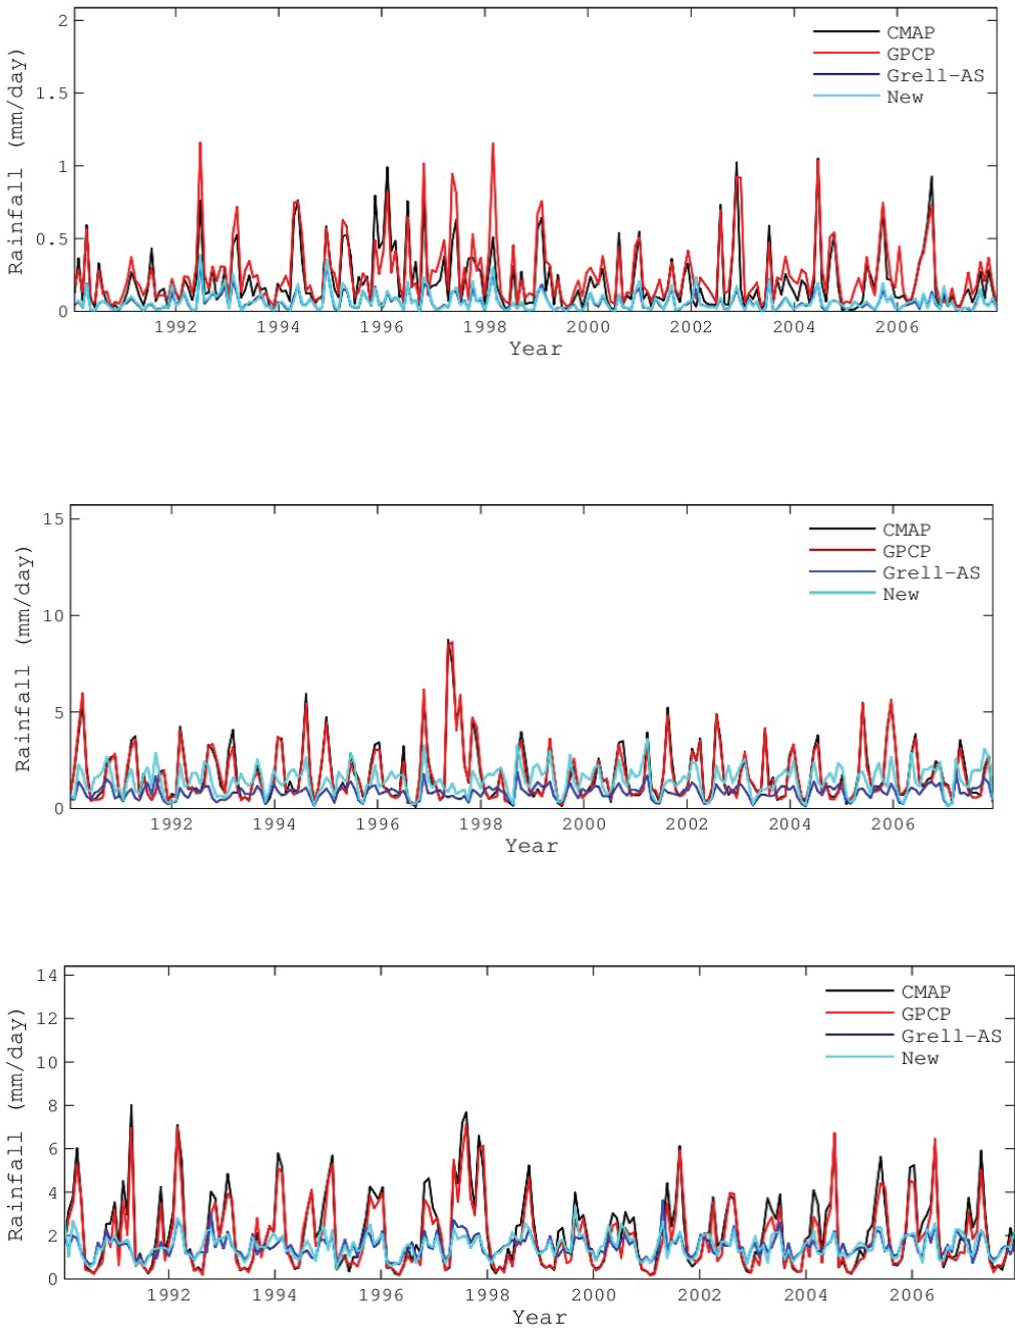 2
1.5
1
0.5
0
Rainfall (mm/day)
CMAP
GPCP
Grell-AS
New
1992 1994 1996 1998 2000 2002 2004 2006
Year
15
10
5
0
Rainfall (mm/day)
CMAP
GPCP
Grell-AS
New
1992 1994 1996 1998 2000 2002 2004 2006
Year
14
12
10
8
6
4
2
0
Rainfall (mm/day)
CMAP
GPCP
Grell-AS
New
1992 1994 1996 1998 2000 2002 2004 2006
Year